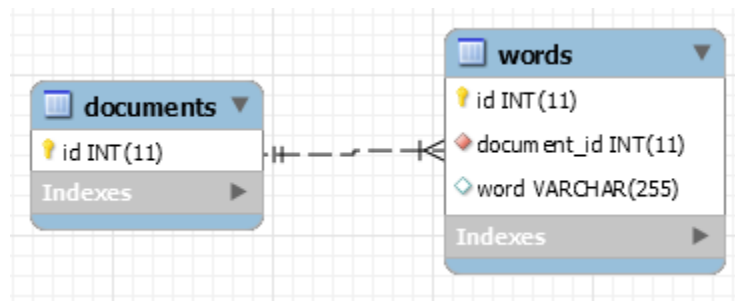 documents
id INT(11)
Indexes
words
id INT(11)
document_id INT(11)
word VARCHAR(255)
Indexes